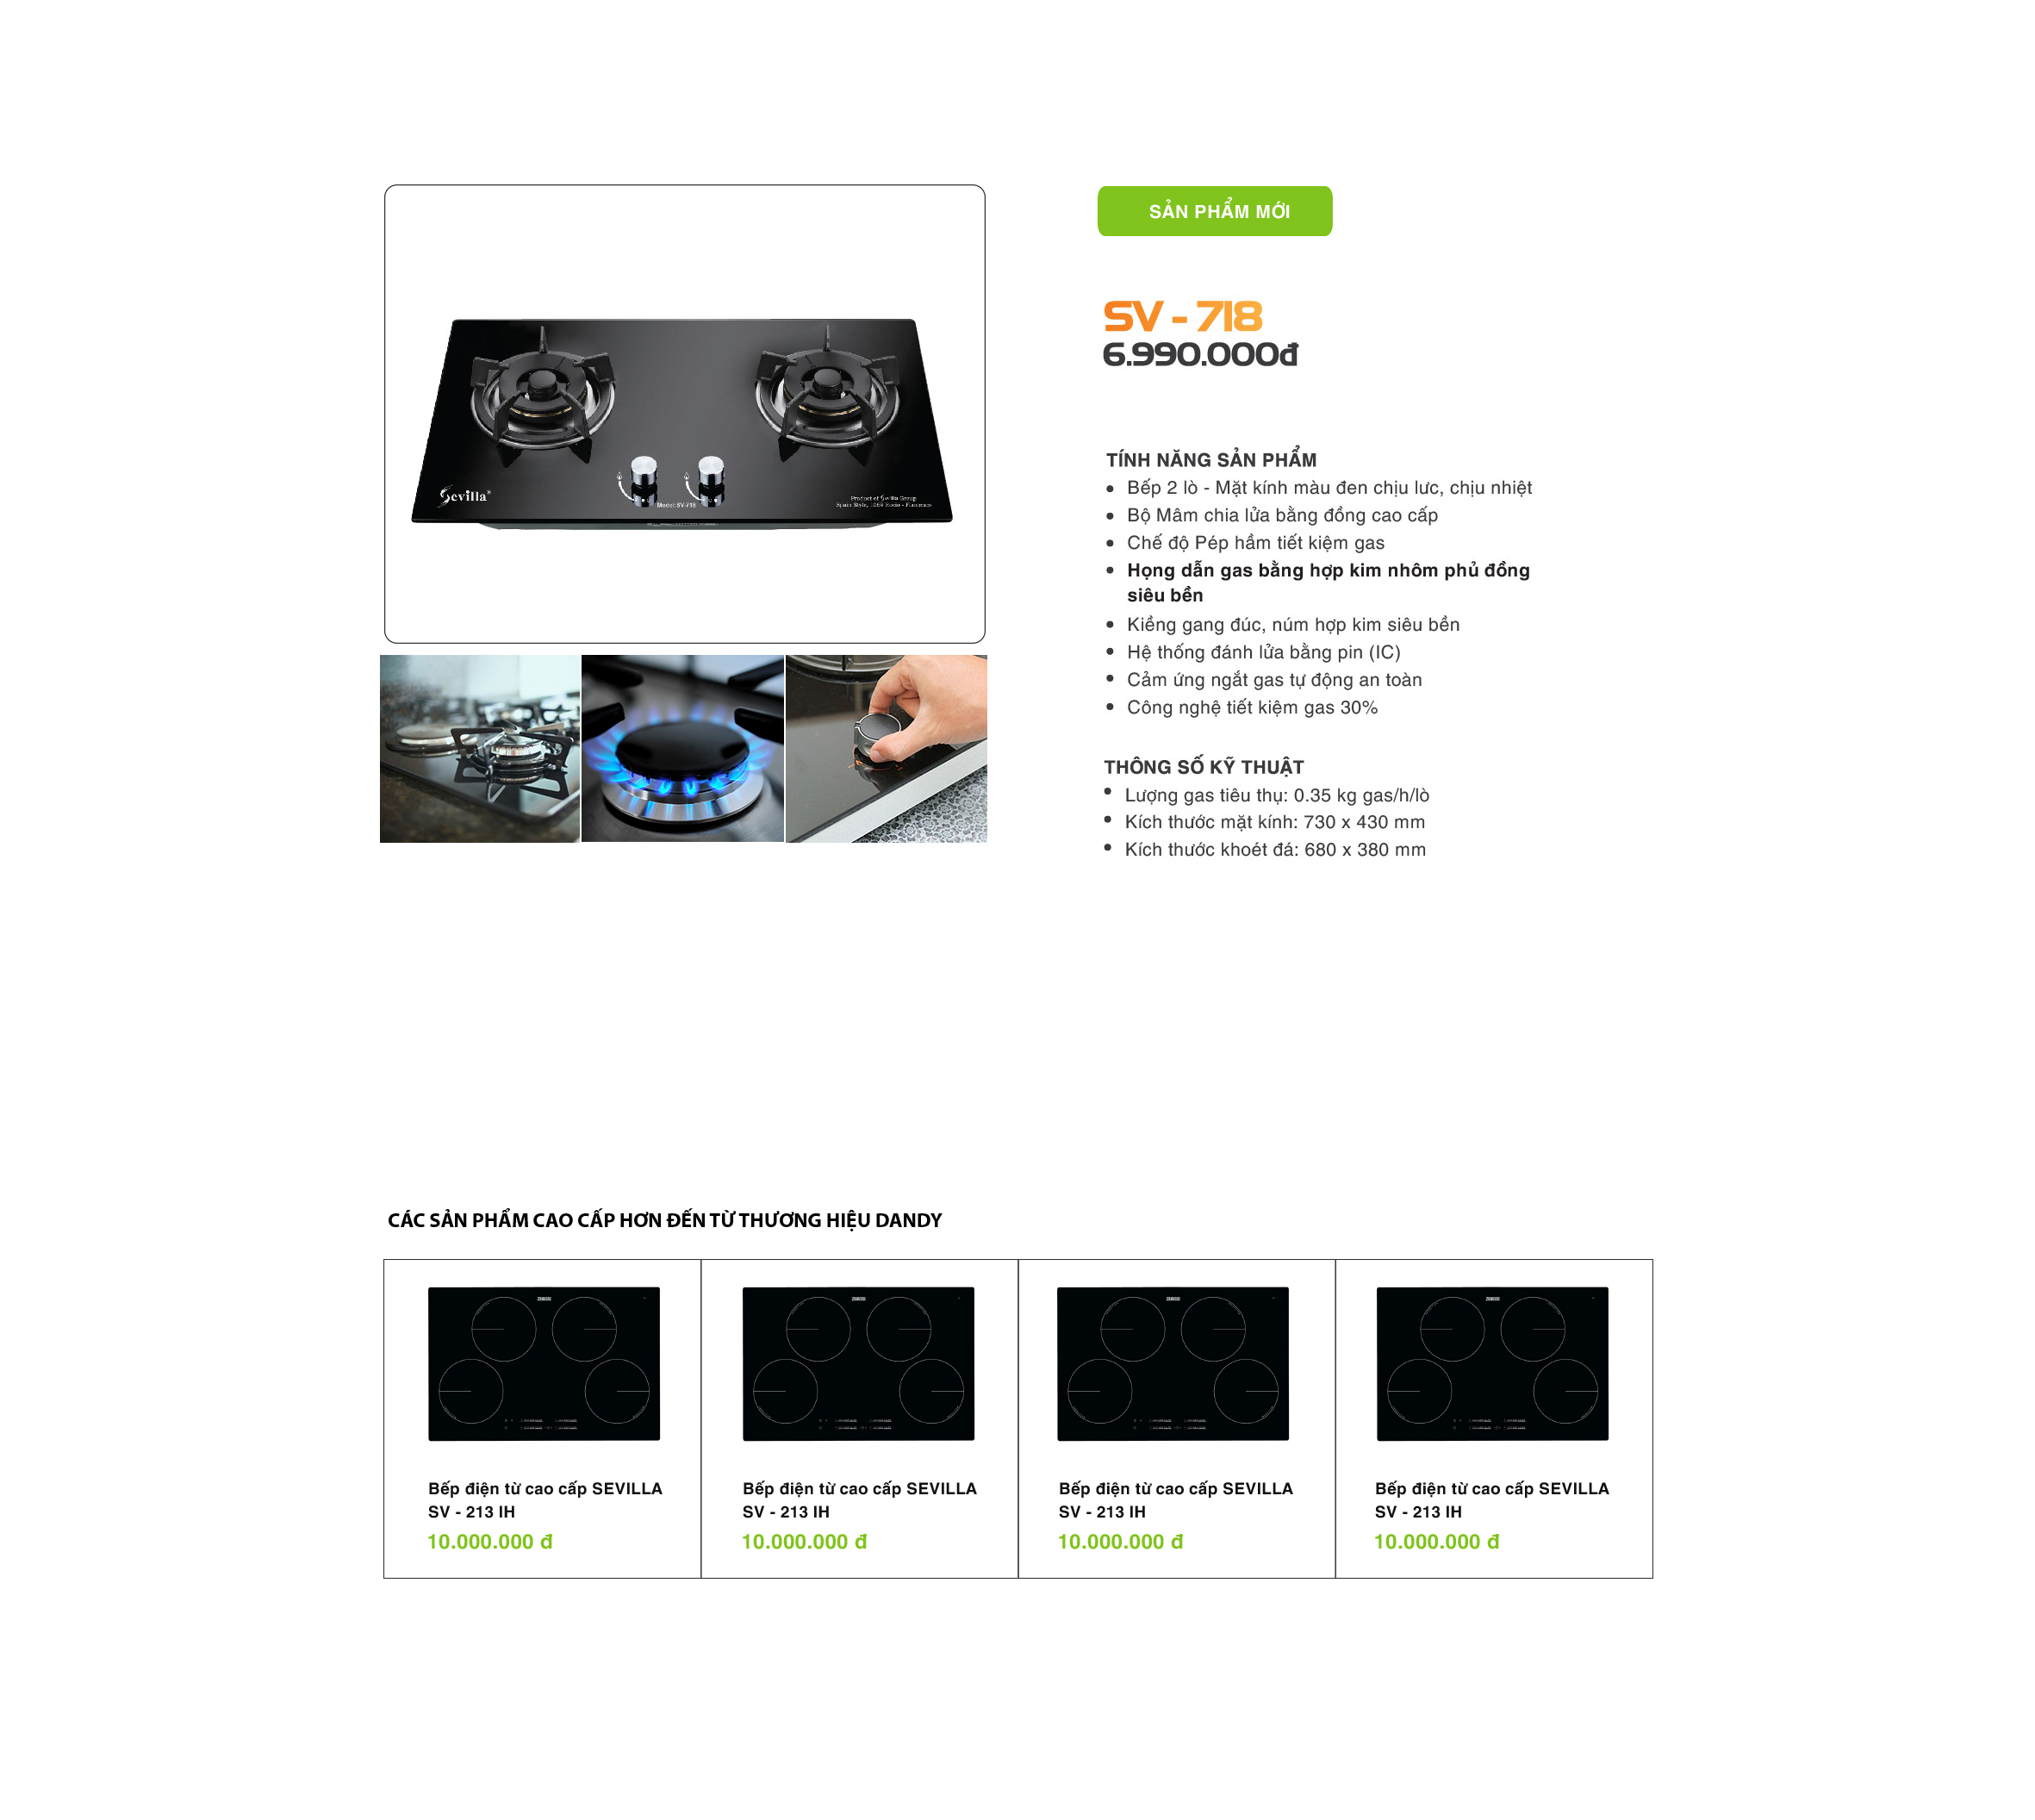 SẢN PHẨM MỚI
SV - 718
6.990.000đ
Sevilla®
Model: SV-718
Product of Sevilla Group
TÍNH NĂNG SẢN PHẨM
Bếp 2 lò - Mặt kính màu đen chịu lưc, chịu nhiệt
Bộ Mâm chia lửa bằng đồng cao cấp
Chế độ Pép hầm tiết kiệm gas
Họng dẫn gas bằng hợp kim nhôm phủ đồng
siêu bền
Kiềng gang đúc, núm hợp kim siêu bền
Hệ thống đánh lửa bằng pin (IC)
Cảm ứng ngắt gas tự động an toàn
Công nghệ tiết kiệm gas 30%
THÔNG SỐ KỸ THUẬT
Lượng gas tiêu thụ: 0.35 kg gas/h/lò
Kích thước mặt kính: 730 x 430 mm
Kích thước khoét đá: 680 x 380 mm
CÁC SẢN PHẨM CAO CẤP HƠN ĐẾN TỪ THƯƠNG HIỆU DANDY
Bếp điện từ cao cấp SEVILLA
SV - 213 IH
10.000.000 đ
Bếp điện từ cao cấp SEVILLA
SV - 213 IH
10.000.000 đ
Bếp điện từ cao cấp SEVILLA
SV - 213 IH
10.000.000 đ
Bếp điện từ cao cấp SEVILLA
SV - 213 IH
10.000.000 đ